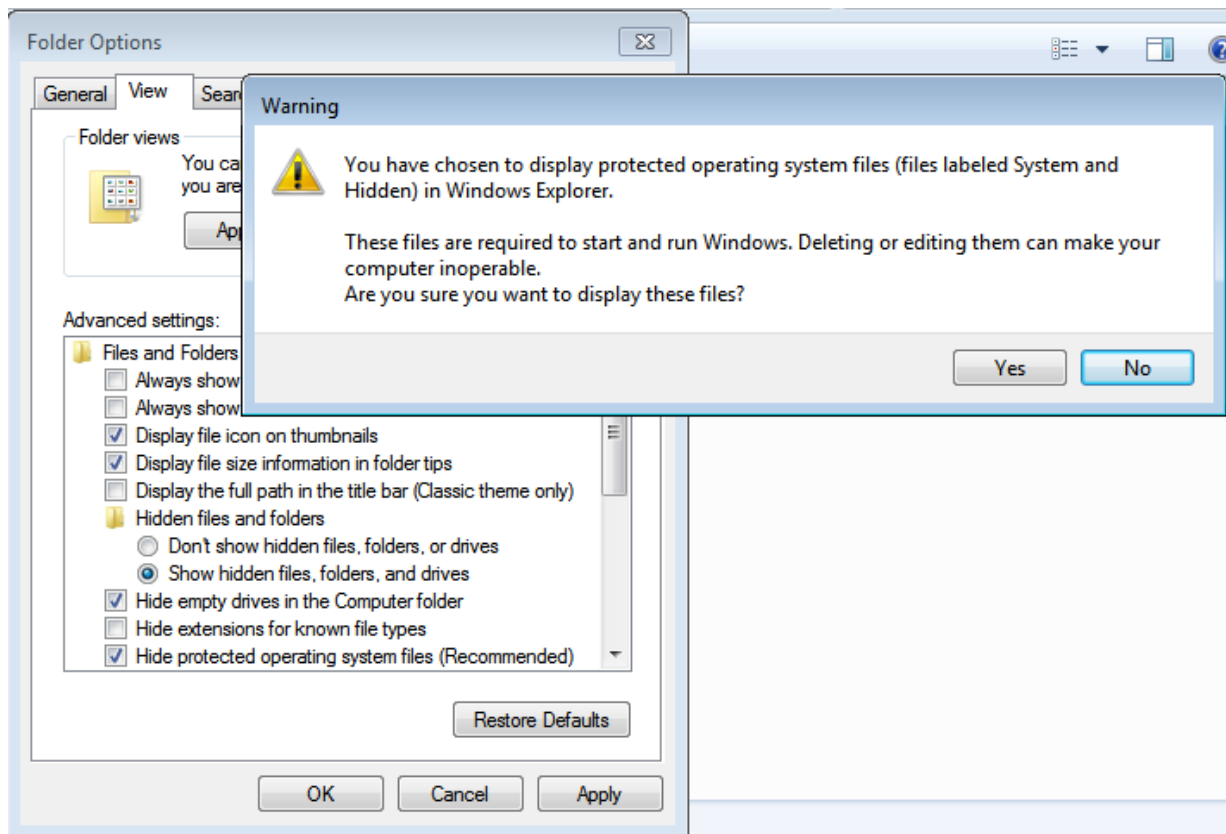 Folder Options
General View
Folder views
You
you are
Warning
You have chosen to display protected operating system files (files labeled System and
Hidden) in Windows Explorer.
These files are required to start and run Windows. Deleting or editing them can make your
computer inoperable.
Are you sure you want to display these files?
Yes No
Advanced settings:
Files and Folders
Always show
Always show
Display file icon on thumbnails
Display file size information in folder tips
Display the full path in the title bar (Classic theme only)
Hidden files and folders
Don't show hidden files, folders, or drives
Show hidden files, folders, and drives
Hide empty drives in the Computer folder
Hide extensions for known file types
Hide protected operating system files (Recommended)
Restore Defaults
OK Cancel Apply